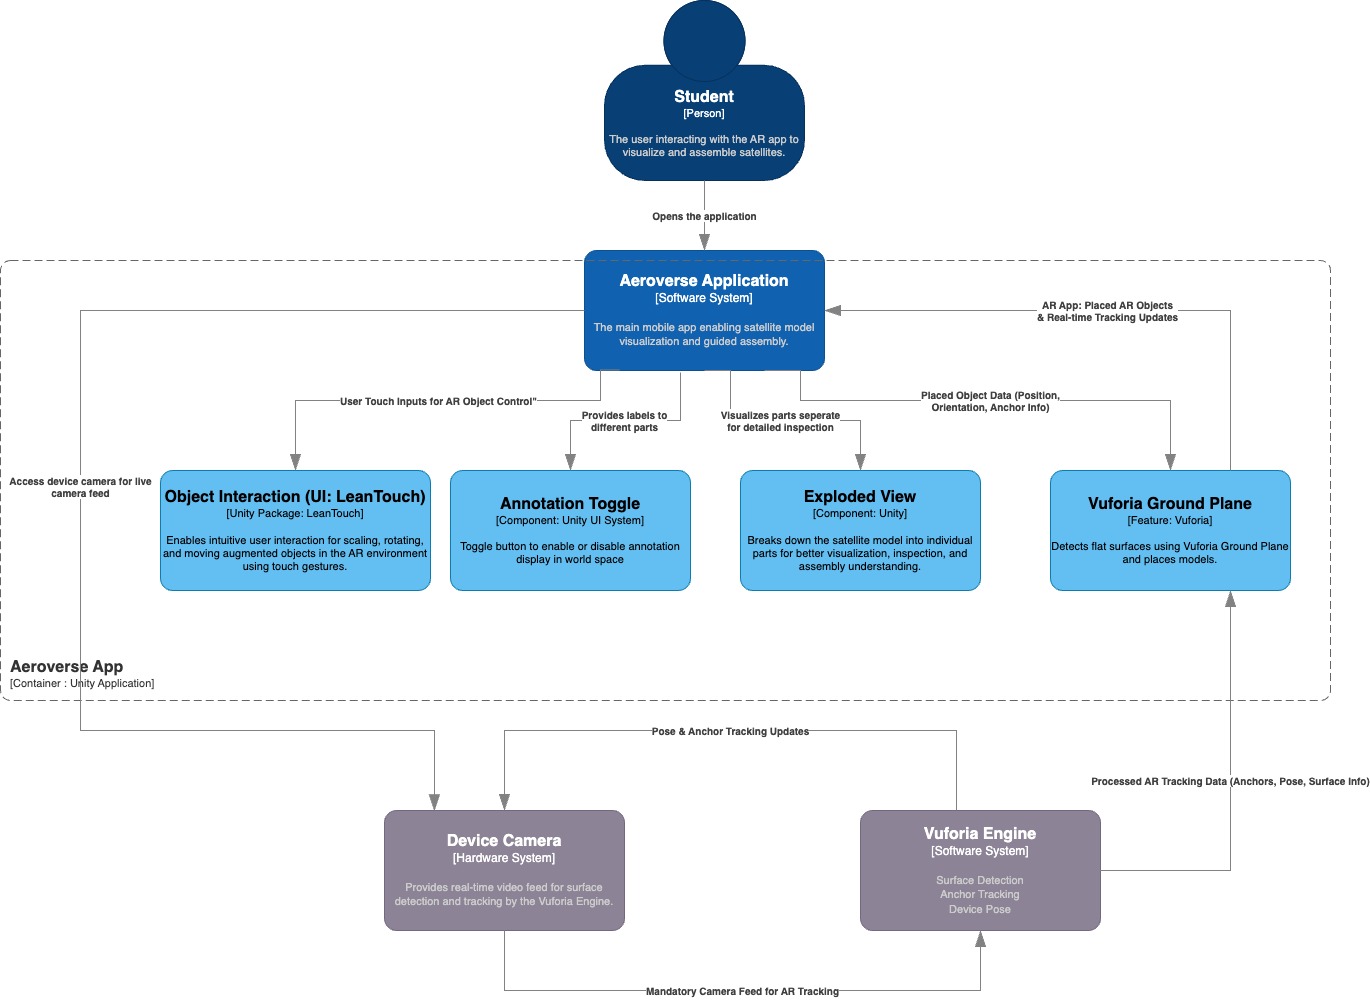 Student
[Person]
The user interacting with the AR app to
visualize and assemble satellites.
Opens the application
Aeroverse Application
[Software System]
The main mobile app enabling satellite model
visualization and guided assembly.
AR App: Placed AR Objects
& Real-time Tracking Updates
User Touch Inputs for AR Object Control"
Provides labels to
different parts
Visualizes parts seperate
for detailed inspection
Placed Object Data (Position,
Orientation, Anchor Info)
Access device camera for live
camera feed
Object Interaction (UI: LeanTouch)
[Unity Package: LeanTouch]
Enables intuitive user interaction for scaling, rotating,
and moving augmented objects in the AR environment
using touch gestures.
Annotation Toggle
[Component: Unity UI System]
Toggle button to enable or disable annotation
display in world space
Exploded View
[Component: Unity]
Breaks down the satellite model into individual
parts for better visualization, inspection, and
assembly understanding.
Vuforia Ground Plane
[Feature: Vuforia]
Detects flat surfaces using Vuforia Ground Plane
and places models.
Aeroverse App
[Container : Unity Application]
Pose & Anchor Tracking Updates
Processed AR Tracking Data (Anchors, Pose, Surface Info)
Device Camera
[Hardware System]
Provides real-time video feed for surface
detection and tracking by the Vuforia Engine.
Vuforia Engine
[Software System]
Surface Detection
Anchor Tracking
Device Pose
Mandatory Camera Feed for AR Tracking